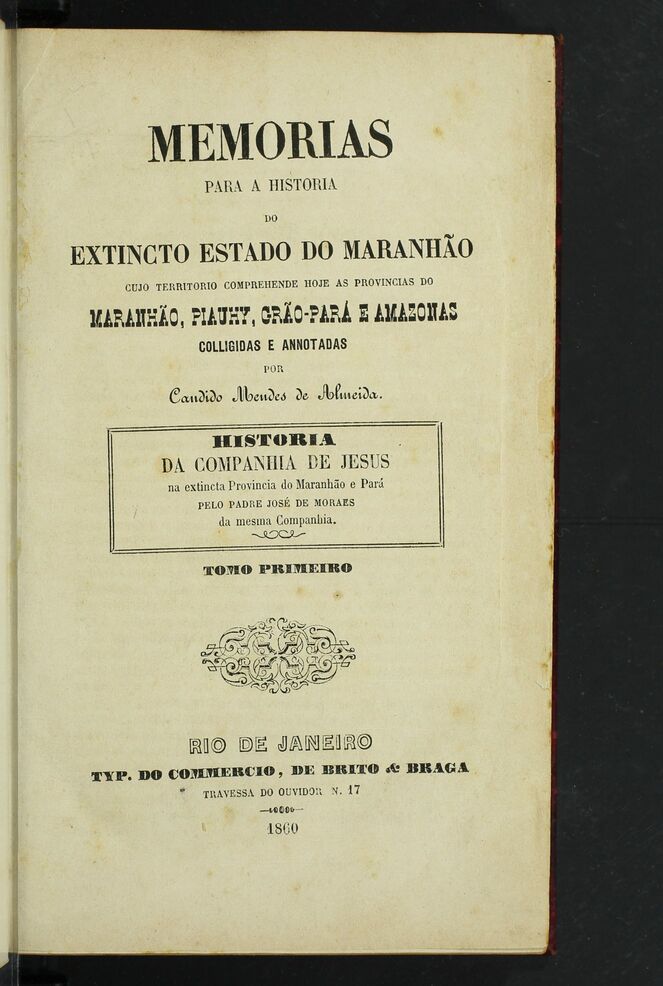 MEMORIAS
PARA A HISTORIA
DO
EXTINCTO ESTADO DO MARANHÃO
CUJO TERRITORIO COMPREHENDE HOJE AS PROVINCIAS DO
MARANHÃO, PIAUHY, GRÃO-PARÁ E AMAZONAS
COLLIGIDAS E ANNOTADAS
POR
Candido Mendes de Almeida.
HISTORIA
DA COMPANHIA DE JESUS
na extincta Provincia do Maranhão e Pará
PELO PADRE JOSÉ DE MORAES
da mesma Companhia.
TOMO PRIMEIRO
RIO DE JANEIRO
TYP. DO COMMERCIO, DE BRITO & BRAGA
TRAVESSA DO OUVIDOR N. 17
1860